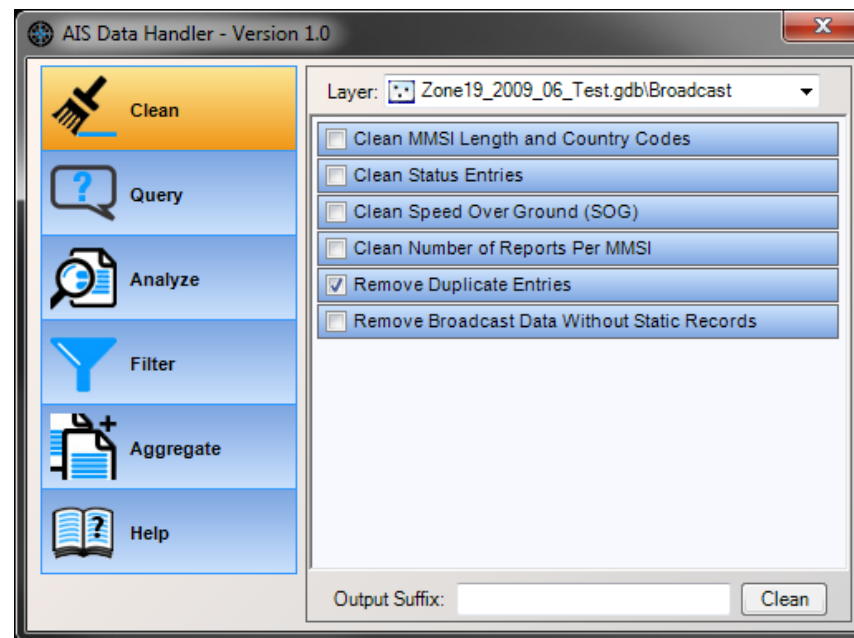 AIS Data Handler - Version 1.0
Clean
Query
Analyze
Filter
Aggregate
Help
Layer: Zone19_2009_06_Test.gdb\Broadcast
Clean MMSI Length and Country Codes
Clean Status Entries
Clean Speed Over Ground (SOG)
Clean Number of Reports Per MMSI
Remove Duplicate Entries
Remove Broadcast Data Without Static Records
Output Suffix:
Clean